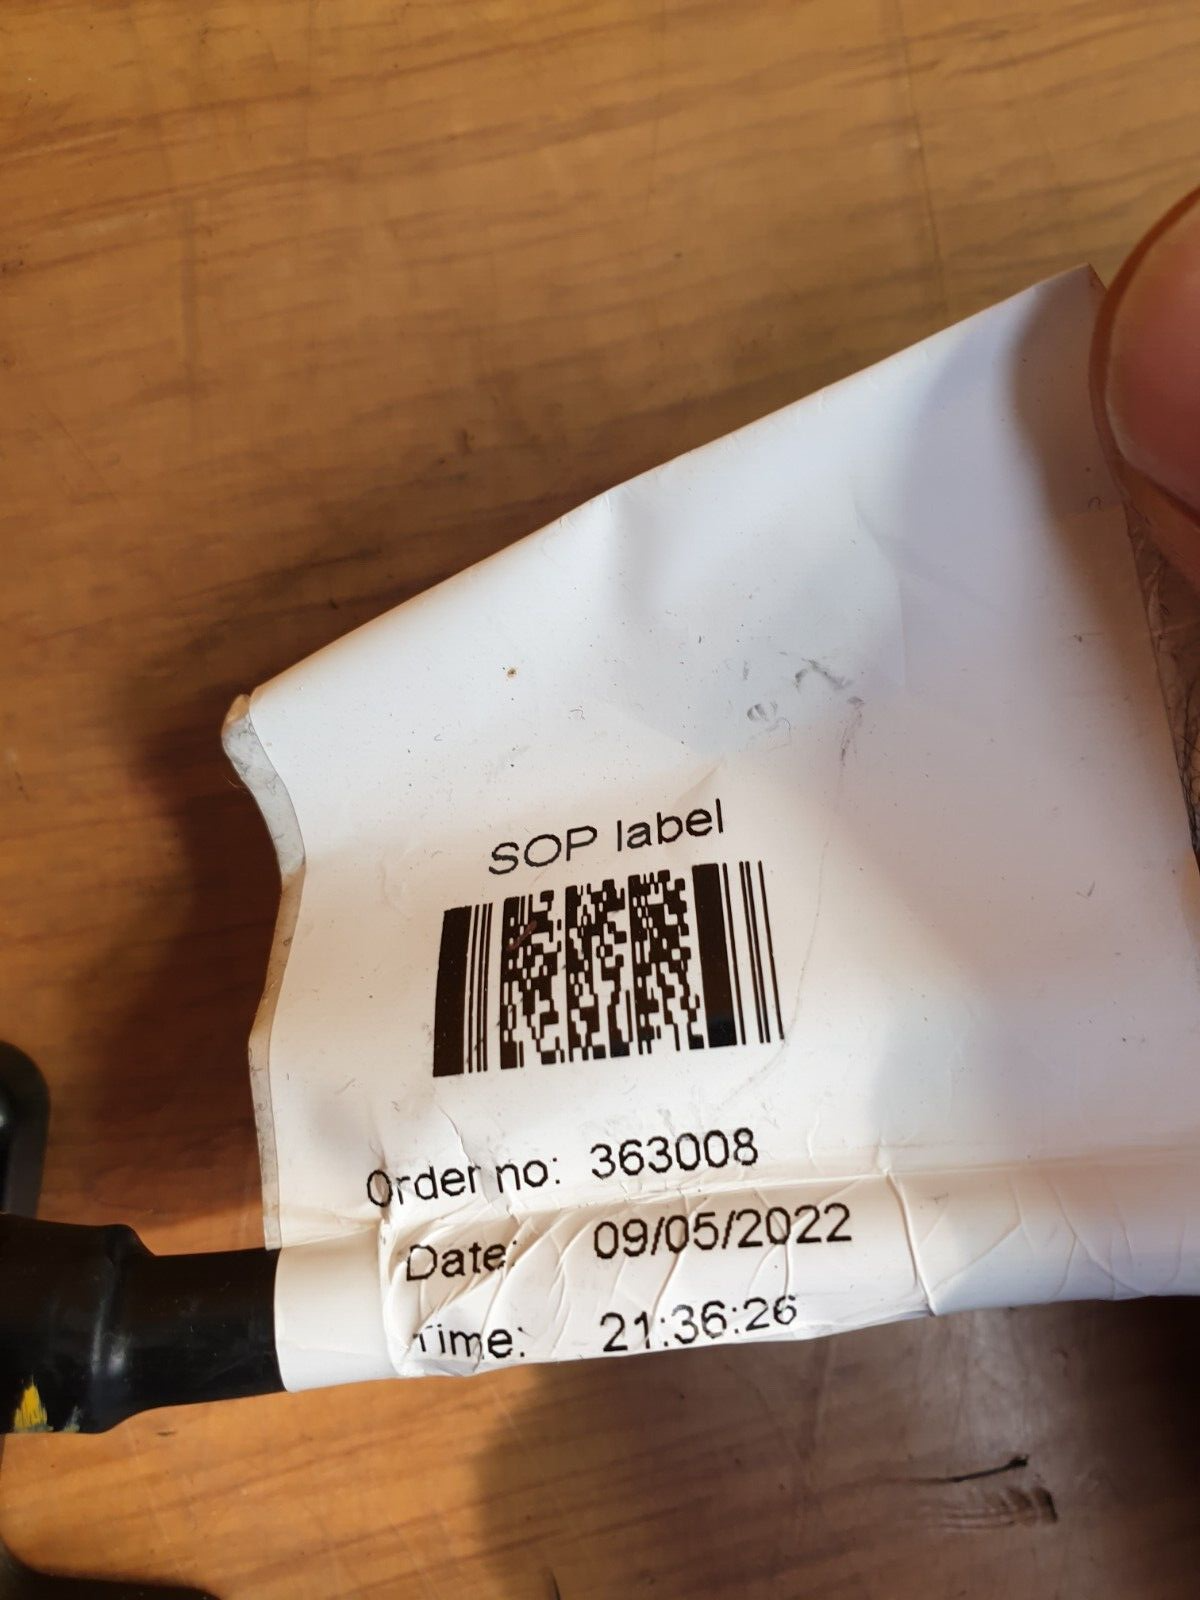 SOP label
Order no: 363008
Date: 09/05/2022
Time: 21:36:26